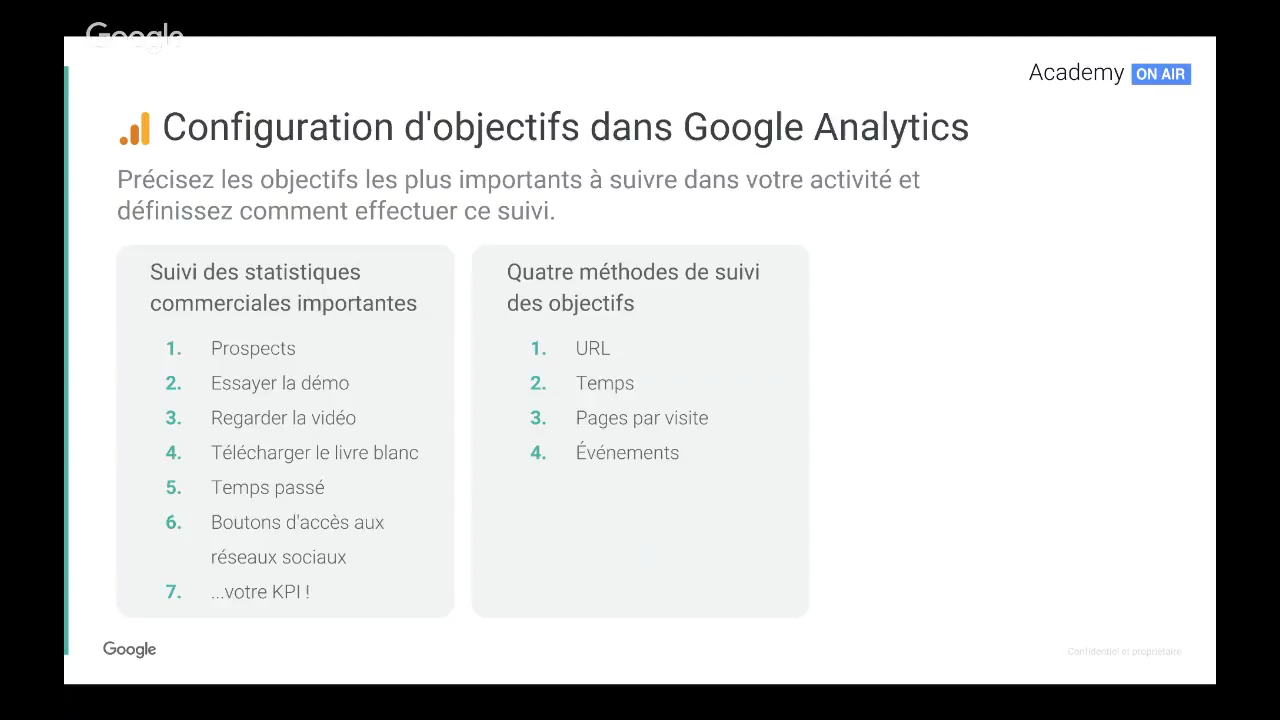 Google
Academy ON AIR
Configuration d'objectifs dans Google Analytics
Précisez les objectifs les plus importants à suivre dans votre activité et
définissez comment effectuer ce suivi.
Suivi des statistiques
commerciales importantes
1. Prospects
2. Essayer la démo
3. Regarder la vidéo
4. Télécharger le livre blanc
5. Temps passé
6. Boutons d'accès aux
réseaux sociaux
7. ...votre KPI !
Quatre méthodes de suivi
des objectifs
1. URL
2. Temps
3. Pages par visite
4. Événements
Google
Confidentiel et propriétaire